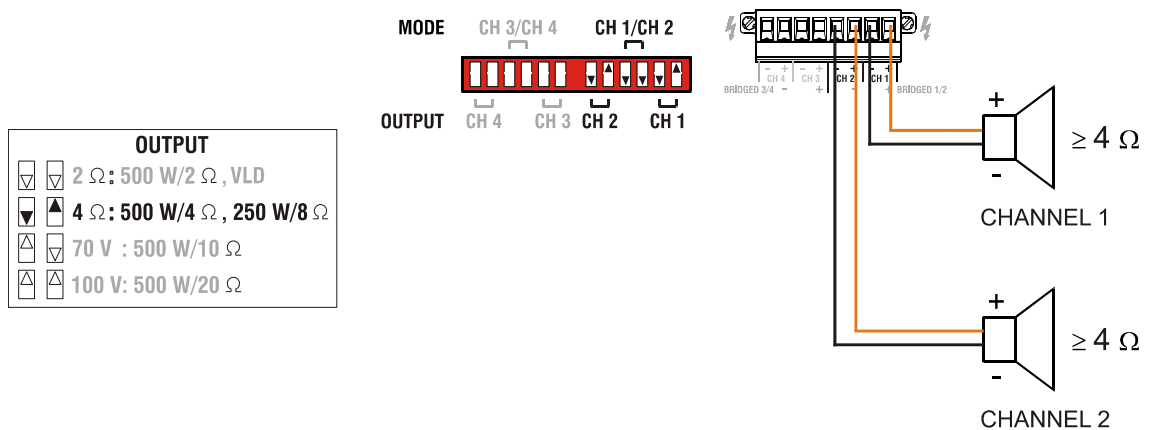 MODE CH 3/CH 4 CH 1/CH 2
OUTPUT CH 4 CH 3 CH 2 CH 1
OUTPUT
2 Ω: 500 W/2 Ω , VLD
4 Ω: 500 W/4 Ω , 250 W/8 Ω
70 V : 500 W/10 Ω
100 V: 500 W/20 Ω
- + - + - + - +
CH 4 CH 3 CH 2 CH 1
BRIDGED 3/4 - + - + BRIDGED 1/2
+
≥ 4 Ω
-
CHANNEL 1
+
≥ 4 Ω
-
CHANNEL 2